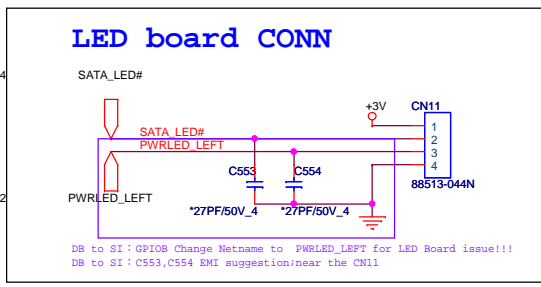 LED board CONN
4
SATA_LED#
+3V
CN11
SATA_LED#
PWRLED_LEFT
1
2
3
4
C553
C554
88513-044N
2
PWRLED_LEFT
*27PF/50V_4
*27PF/50V_4
DB to SI：GPIOB Change Netname to PWRLED_LEFT for LED Board issue!!!
DB to SI：C553,C554 EMI suggestion;near the CN11